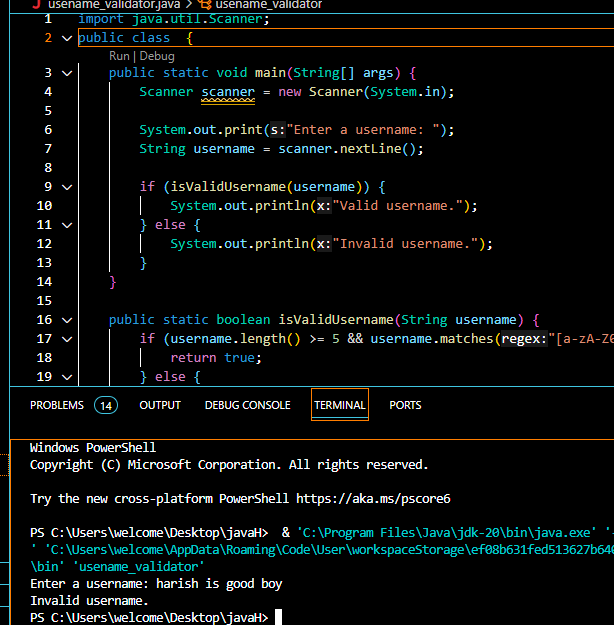 usename_validator.java > usename_validator
1 import java.util.Scanner;
2 public class {
Run | Debug
3 public static void main(String[] args) {
4 Scanner scanner = new Scanner(System.in);
5
6 System.out.print(s:"Enter a username: ");
7 String username = scanner.nextLine();
8
9 if (isValidUsername(username)) {
10 System.out.println(x:"Valid username.");
11 } else {
12 System.out.println(x:"Invalid username.");
13 }
14 }
15
16 public static boolean isValidUsername(String username) {
17 if (username.length() >= 5 && username.matches(regex:"[a-zA-Z0
18 return true;
19 } else {
PROBLEMS 14 OUTPUT DEBUG CONSOLE TERMINAL PORTS
Windows PowerShell
Copyright (C) Microsoft Corporation. All rights reserved.
Try the new cross-platform PowerShell https://aka.ms/pscore6
PS C:\Users\welcome\Desktop\javaH> & 'C:\Program Files\Java\jdk-20\bin\java.exe' '-
' 'C:\Users\welcome\AppData\Roaming\Code\User\workspaceStorage\ef08b631fed513627b640
\bin' 'usename_validator'
Enter a username: harish is good boy
Invalid username.
PS C:\Users\welcome\Desktop\javaH>